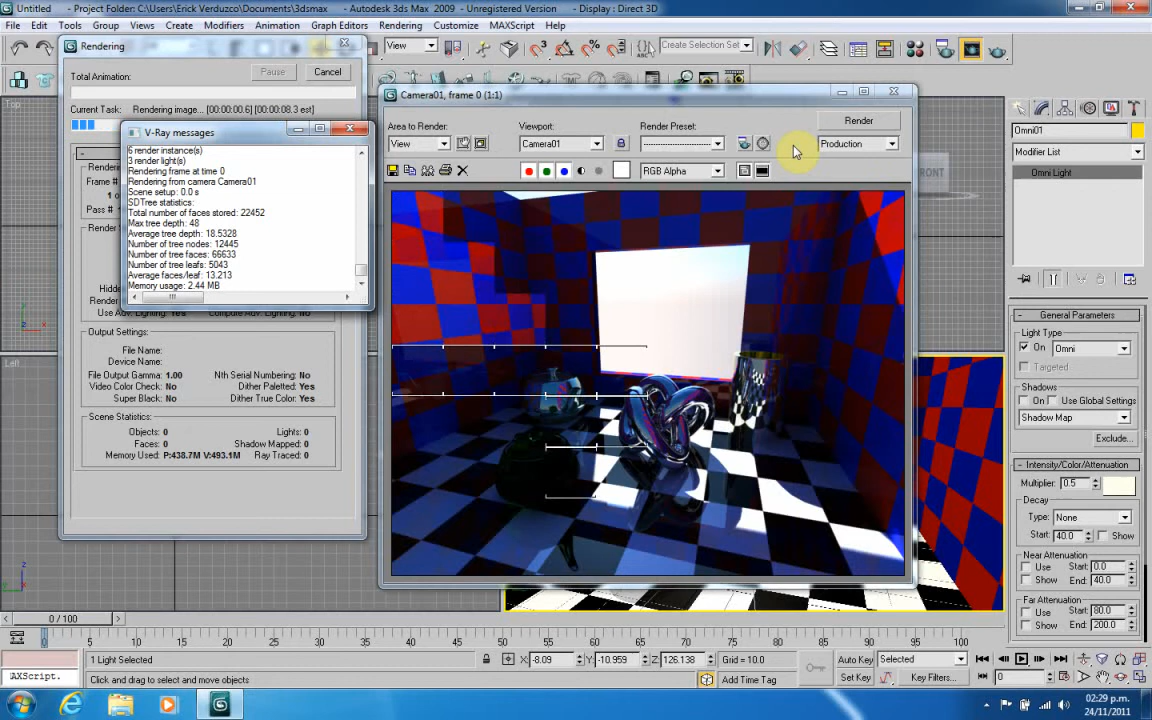 Untitled - Project Folder: C:\Users\Erick Verduzco\Documents\3dsmax - Autodesk 3ds Max 2009 - Unregistered Version - Display : Direct 3D
File Edit Tools Group Views Create Modifiers Animation Graph Editors Rendering Customize MAXScript Help
View
Create Selection Set
Rendering
Total Animation:
Pause
Cancel
Current Task: Rendering image... [00:00:00.6] [00:00:08.3 est]
V-Ray messages
6 render instance(s)
3 render light(s)
Rendering frame at time 0
Rendering from camera Camera01
Scene setup: 0.0 s
SDTree statistics:
Total number of faces stored: 22452
Max tree depth: 48
Average tree depth: 18.5328
Number of tree nodes: 12445
Number of tree faces: 66633
Number of tree leafs: 5043
Average faces/leaf: 13.213
Memory usage: 2.44 MB
Output Settings:
File Name:
Device Name:
File Output Gamma: 1.00 Nth Serial Numbering: No
Video Color Check: No Dither Paletted: Yes
Super Black: No Dither True Color: Yes
Scene Statistics:
Objects: 0 Lights: 0
Faces: 0 Shadow Mapped: 0
Memory Used: P:438.7M V:493.1M Ray Traced: 0
Camera01, frame 0 (1:1)
Area to Render: Viewport: Render Preset:
Render
View Camera01 Production
RGB Alpha
Top
Left
FRONT
Omni01
Modifier List
Omni Light
General Parameters
Light Type
On Omni
Targeted
Shadows
On Use Global Settings
Shadow Map
Exclude...
Intensity/Color/Attenuation
Multiplier: 0.5
Decay
Type: None
Start: 40.0 Show
Near Attenuation
Use Start: 0.0
Show End: 40.0
Far Attenuation
Use Start: 80.0
Show End: 200.0
0 / 100
0 5 10 15 20 25 30 35 40 45 50 55 60 65 70 75 80 85 90 95 100
1 Light Selected X: -8.09 Y: -10.959 Z: 126.138 Grid = 10.0 Auto Key Selected
AXScript. Click and drag to select and move objects Add Time Tag Set Key Key Filters... 0
02:29 p.m.
24/11/2011